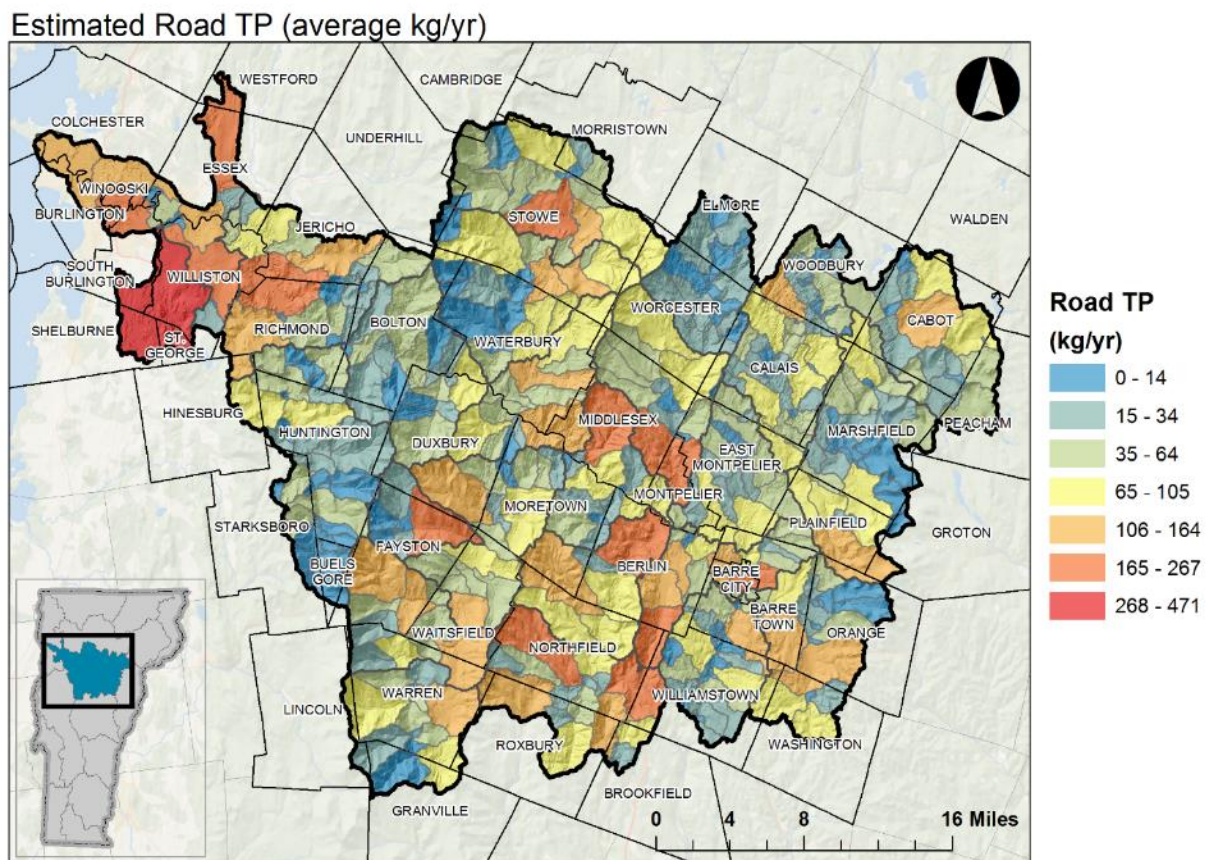 Estimated Road TP (average kg/yr)
WESTFORD
CAMBRIDGE
COLCHESTER
UNDERHILL
MORRISTOWN
ESSEX
WINOOSKI
BURLINGTON
JERICHO
STOWE
ELMORE
WALDEN
SOUTH
BURLINGTON
WILLISTON
WOODBURY
SHELBURNE
ST.
GEORGE
RICHMOND
BOLTON
WATERBURY
WORCESTER
CABOT
CALAIS
HINESBURG
HUNTINGTON
DUXBURY
MIDDLESEX
EAST
MONTPELIER
MARSHFIELD
PEACHAM
STARKSBORO
MORETOWN
MONTPELIER
PLAINFIELD
GROTON
BUELS
GORE
FAYSTON
BERLIN
BARRE
CITY
BARRE
TOWN
ORANGE
WAITSFIELD
NORTHFIELD
LINCOLN
WARREN
WILLIAMSTOWN
ROXBURY
WASHINGTON
GRANVILLE
BROOKFIELD
0 4 8 16 Miles
Road TP
(kg/yr)
0 - 14
15 - 34
35 - 64
65 - 105
106 - 164
165 - 267
268 - 471